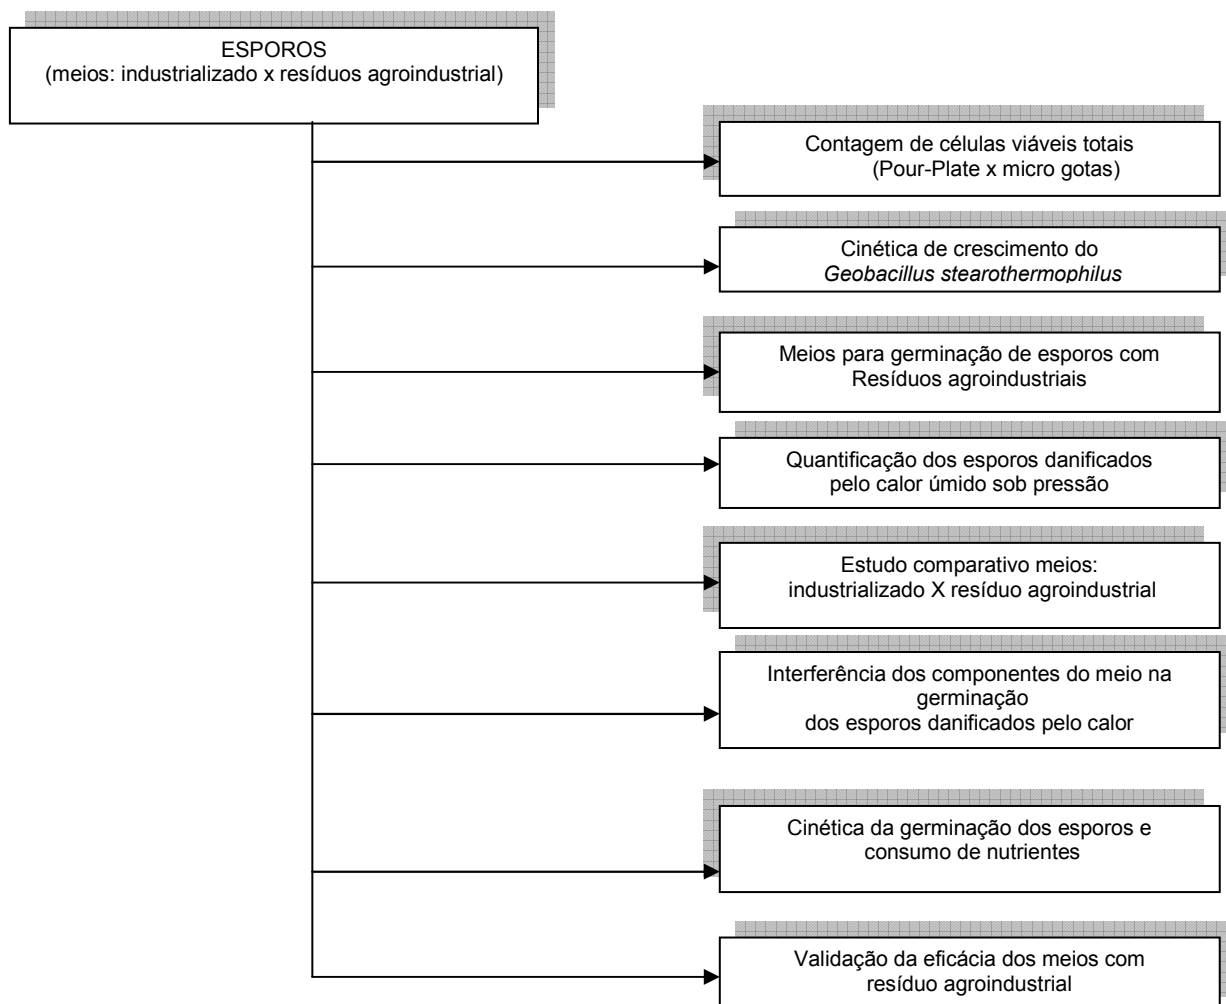 ESPOROS
(meios: industrializado x resíduos agroindustrial)
Contagem de células viáveis totais
(Pour-Plate x micro gotas)
Cinética de crescimento do
Geobacillus stearothermophilus
Meios para germinação de esporos com
Resíduos agroindustriais
Quantificação dos esporos danificados
pelo calor úmido sob pressão
Estudo comparativo meios:
industrializado X resíduo agroindustrial
Interferência dos componentes do meio na
germinação
dos esporos danificados pelo calor
Cinética da germinação dos esporos e
consumo de nutrientes
Validação da eficácia dos meios com
resíduo agroindustrial